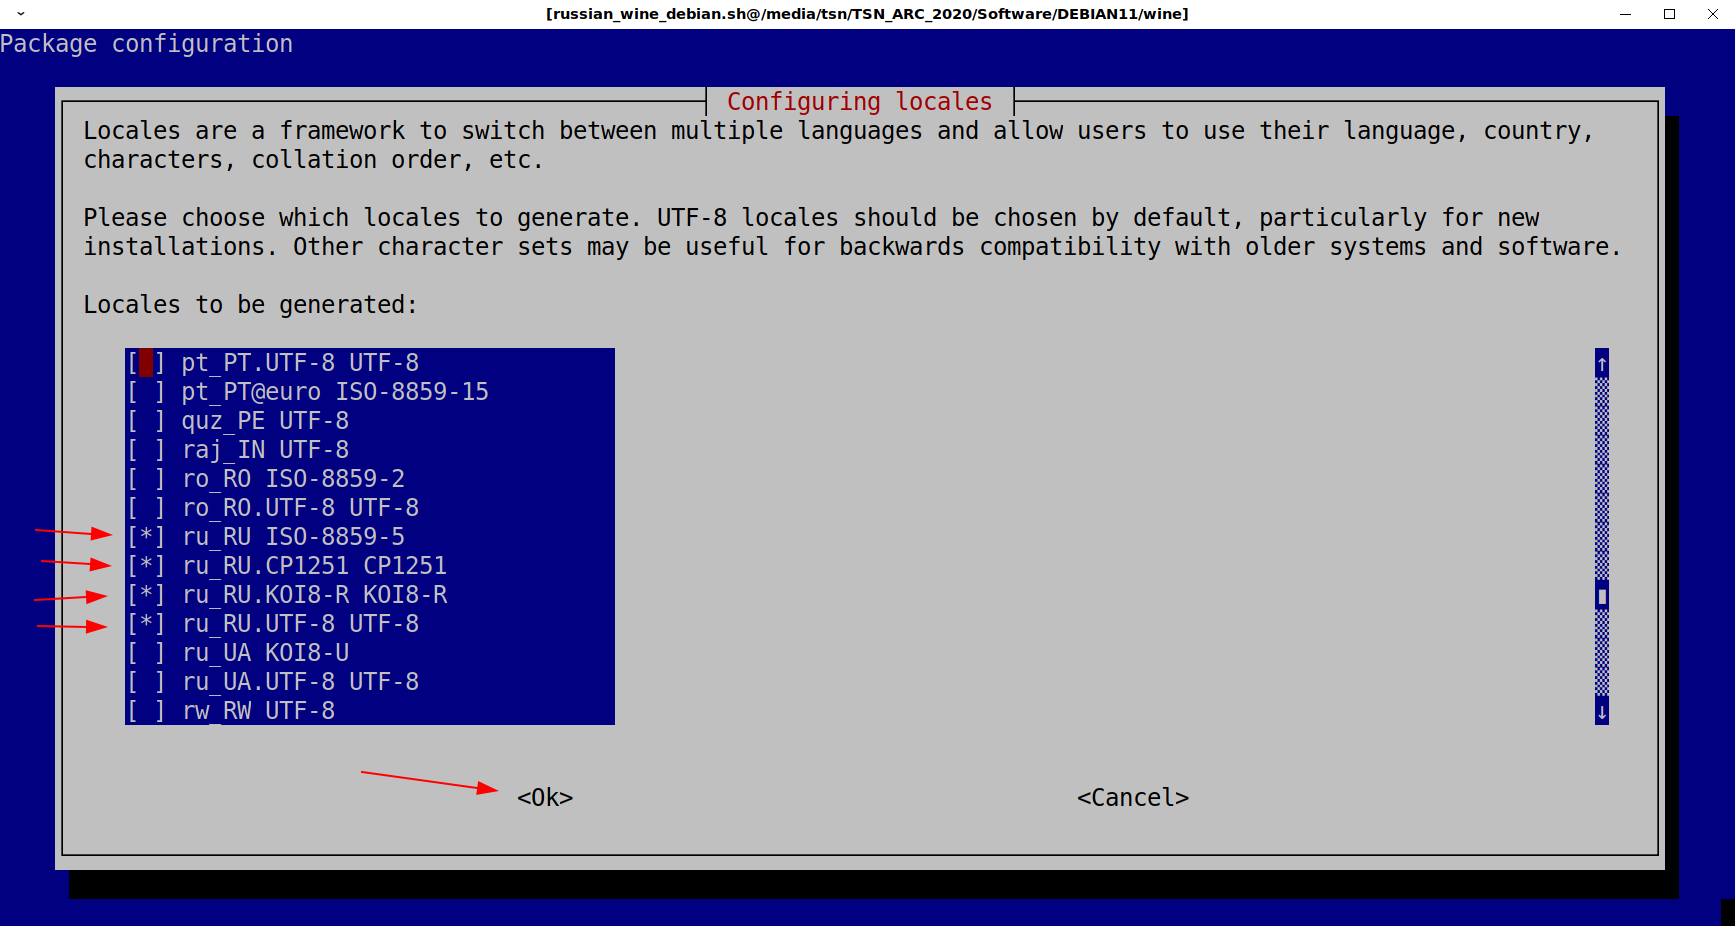 [russian_wine_debian.sh@/media/tsn/TSN_ARC_2020/Software/DEBIAN11/wine]
Package configuration
Configuring locales
Locales are a framework to switch between multiple languages and allow users to use their language, country,
characters, collation order, etc.
Please choose which locales to generate. UTF-8 locales should be chosen by default, particularly for new
installations. Other character sets may be useful for backwards compatibility with older systems and software.
Locales to be generated:
[ ] pt_PT.UTF-8 UTF-8
[ ] pt_PT@euro ISO-8859-15
[ ] quz_PE UTF-8
[ ] raj_IN UTF-8
[ ] ro_RO ISO-8859-2
[ ] ro_RO.UTF-8 UTF-8
[*] ru_RU ISO-8859-5
[*] ru_RU.CP1251 CP1251
[*] ru_RU.KOI8-R KOI8-R
[*] ru_RU.UTF-8 UTF-8
[ ] ru_UA KOI8-U
[ ] ru_UA.UTF-8 UTF-8
[ ] rw_RW UTF-8
<Ok> <Cancel>